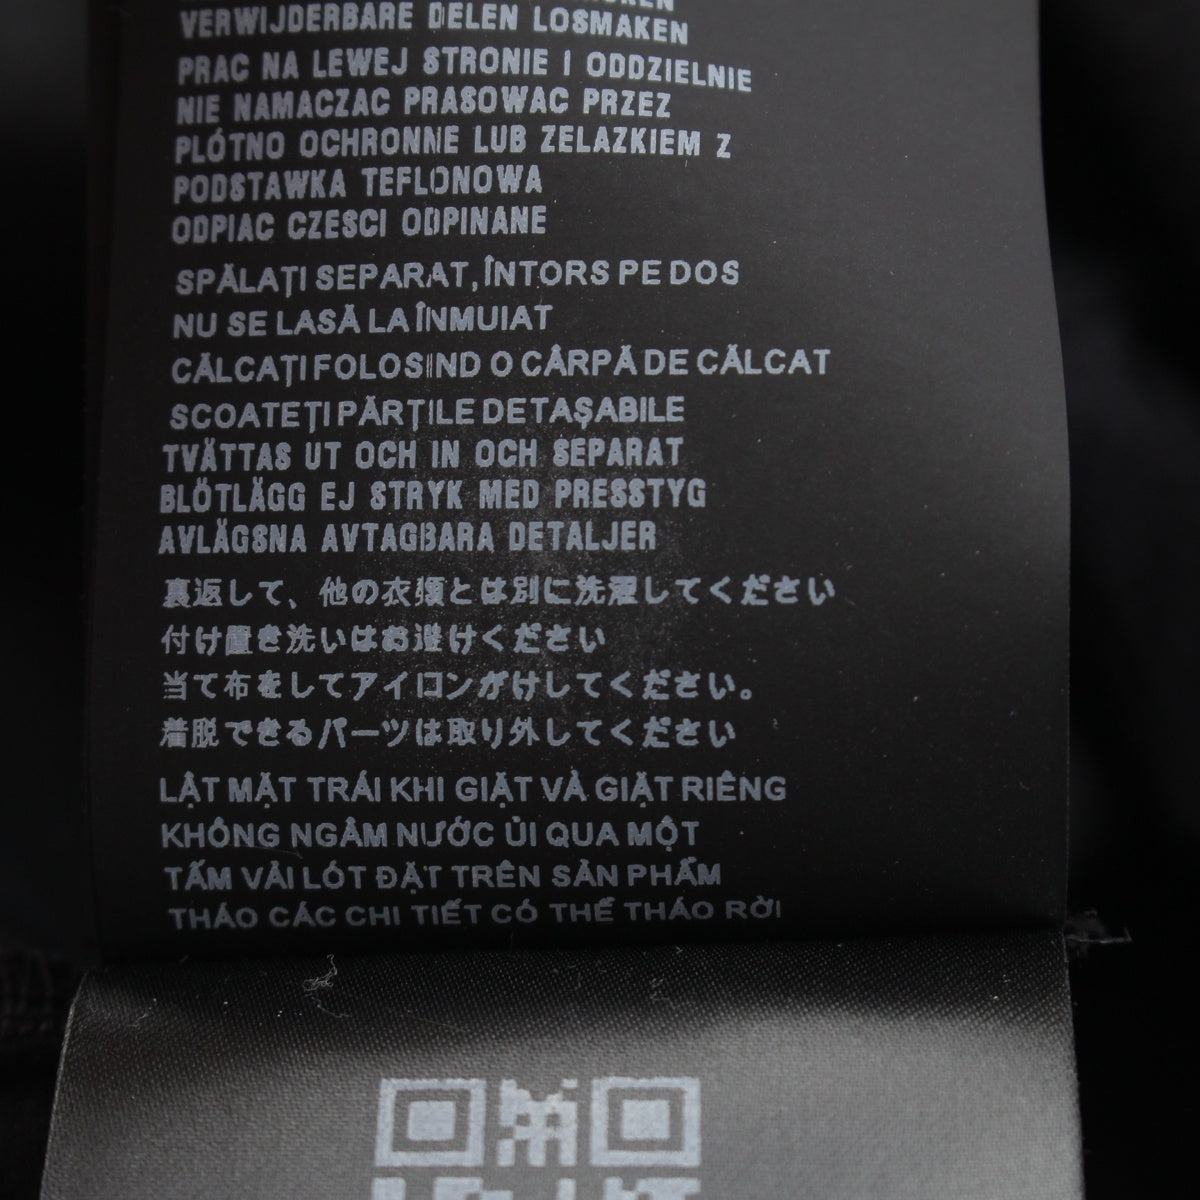 VERWIJDERBARE DELEN LOSMAKEN
PRAC NA LEWEJ STRONIE I ODDZIELNIE
NIE NAMACZAC PRASOWAC PRZEZ
PLÓTNO OCHRONNE LUB ZELAZKIEM Z
PODSTAWKA TEFLONOWA
ODPIAC CZESCI ODPINANE
SPĂLAȚI SEPARAT, ÎNTORS PE DOS
NU SE LASĂ LA ÎNMUIAT
CĂLCAȚI FOLOSIND O CÂRPĂ DE CĂLCAT
SCOATEȚI PĂRȚILE DETAȘABILE
TVÄTTAS UT OCH IN OCH SEPARAT
BLÖTLÄGG EJ STRYK MED PRESSTYG
AVLÄGSNA AVTAGBARA DETALJER
裏返して、他の衣類とは別に洗濯してください
付け置き洗いはお避けください
当て布をしてアイロンがけしてください。
着脱できるパーツは取り外してください
LẬT MẶT TRÁI KHI GIẶT VÀ GIẶT RIÊNG
KHÔNG NGÂM NƯỚC ỦI QUA MỘT
TẤM VẢI LÓT ĐẶT TRÊN SẢN PHẨM
THÁO CÁC CHI TIẾT CÓ THỂ THÁO RỜI